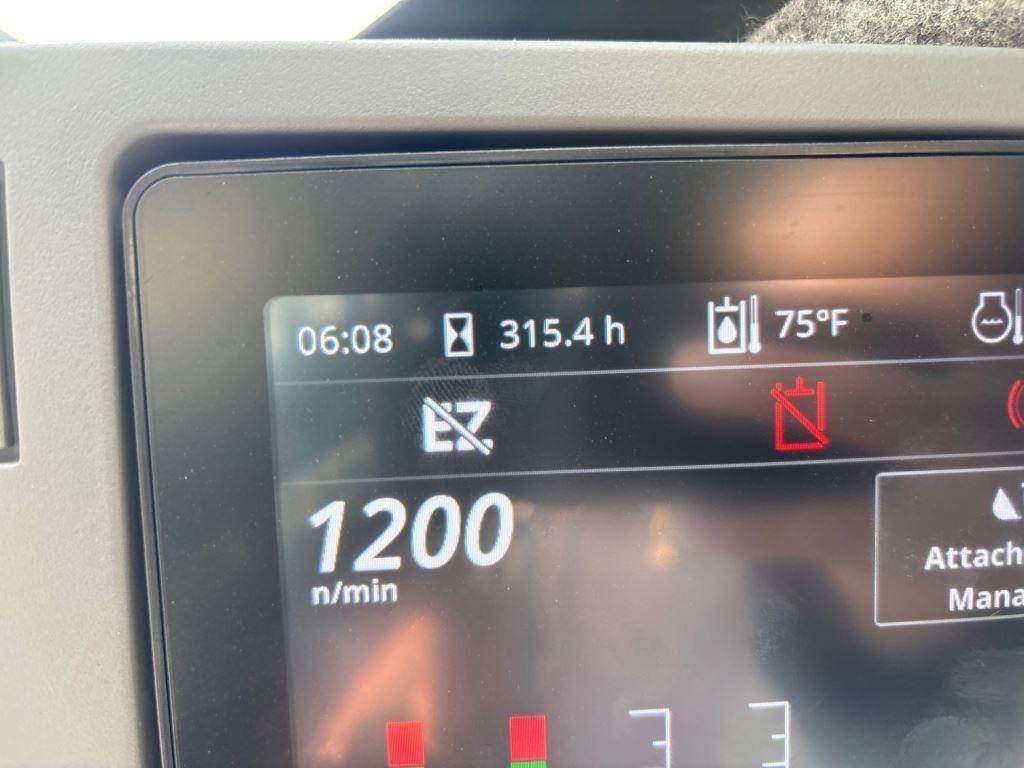 06:08 315.4 h 75°F
EZ
1200
n/min
Attach
Mana